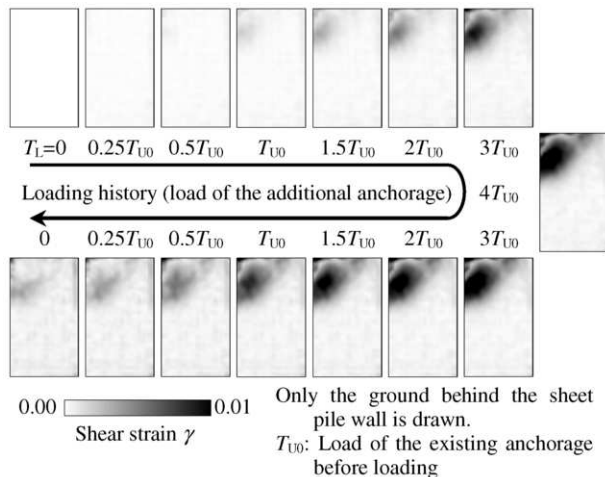 T_L=0 0.25T_U0 0.5T_U0 T_U0 1.5T_U0 2T_U0 3T_U0
Loading history (load of the additional anchorage) 4T_U0
0 0.25T_U0 0.5T_U0 T_U0 1.5T_U0 2T_U0 3T_U0
0.00 0.01
Shear strain γ
Only the ground behind the sheet
pile wall is drawn.
T_U0: Load of the existing anchorage
before loading